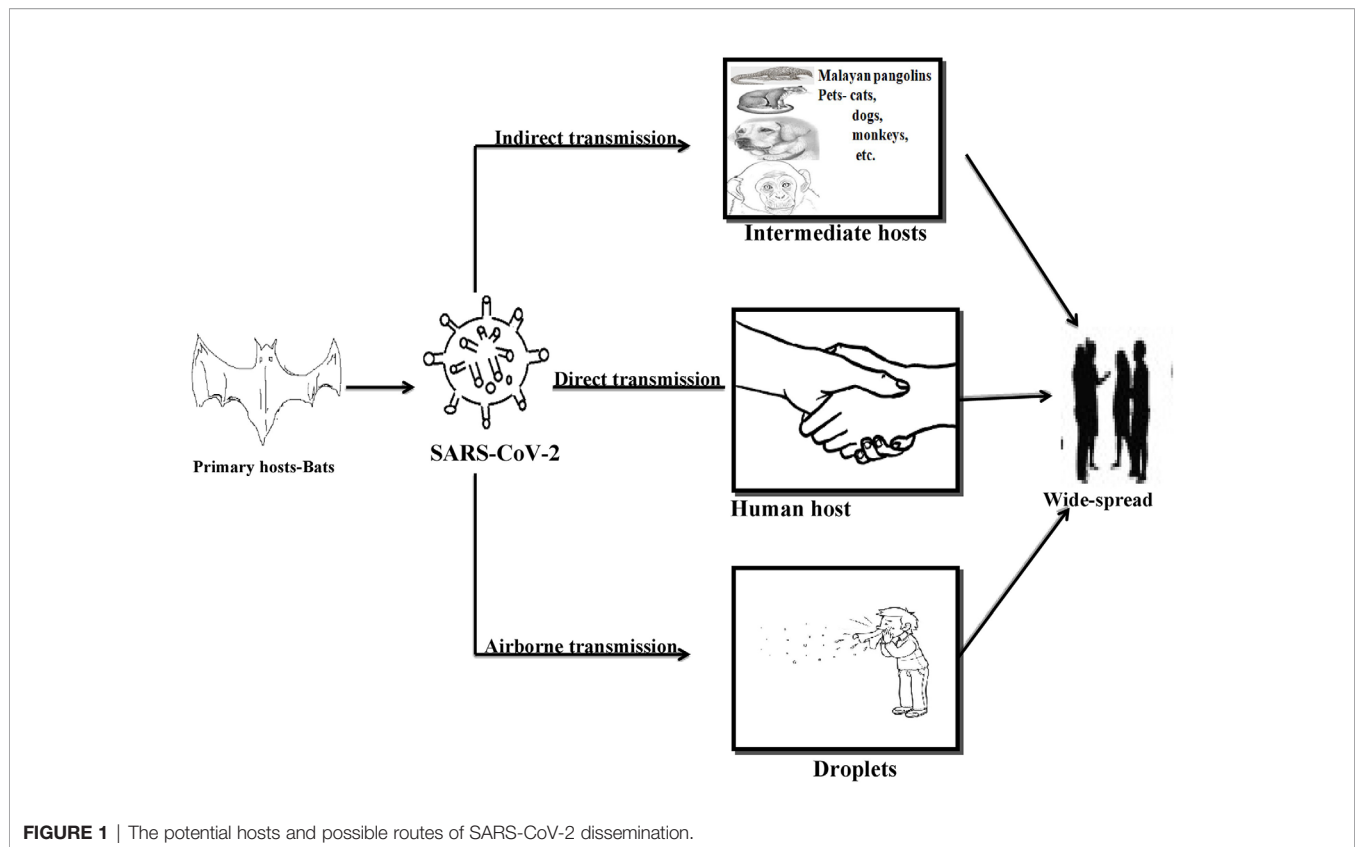 Malayan pangolins
Pets- cats,
dogs,
monkeys,
etc.
Indirect transmission
Intermediate hosts
Direct transmission
SARS-CoV-2
Primary hosts-Bats
Human host
Wide-spread
Airborne transmission
Droplets
FIGURE 1 | The potential hosts and possible routes of SARS-CoV-2 dissemination.